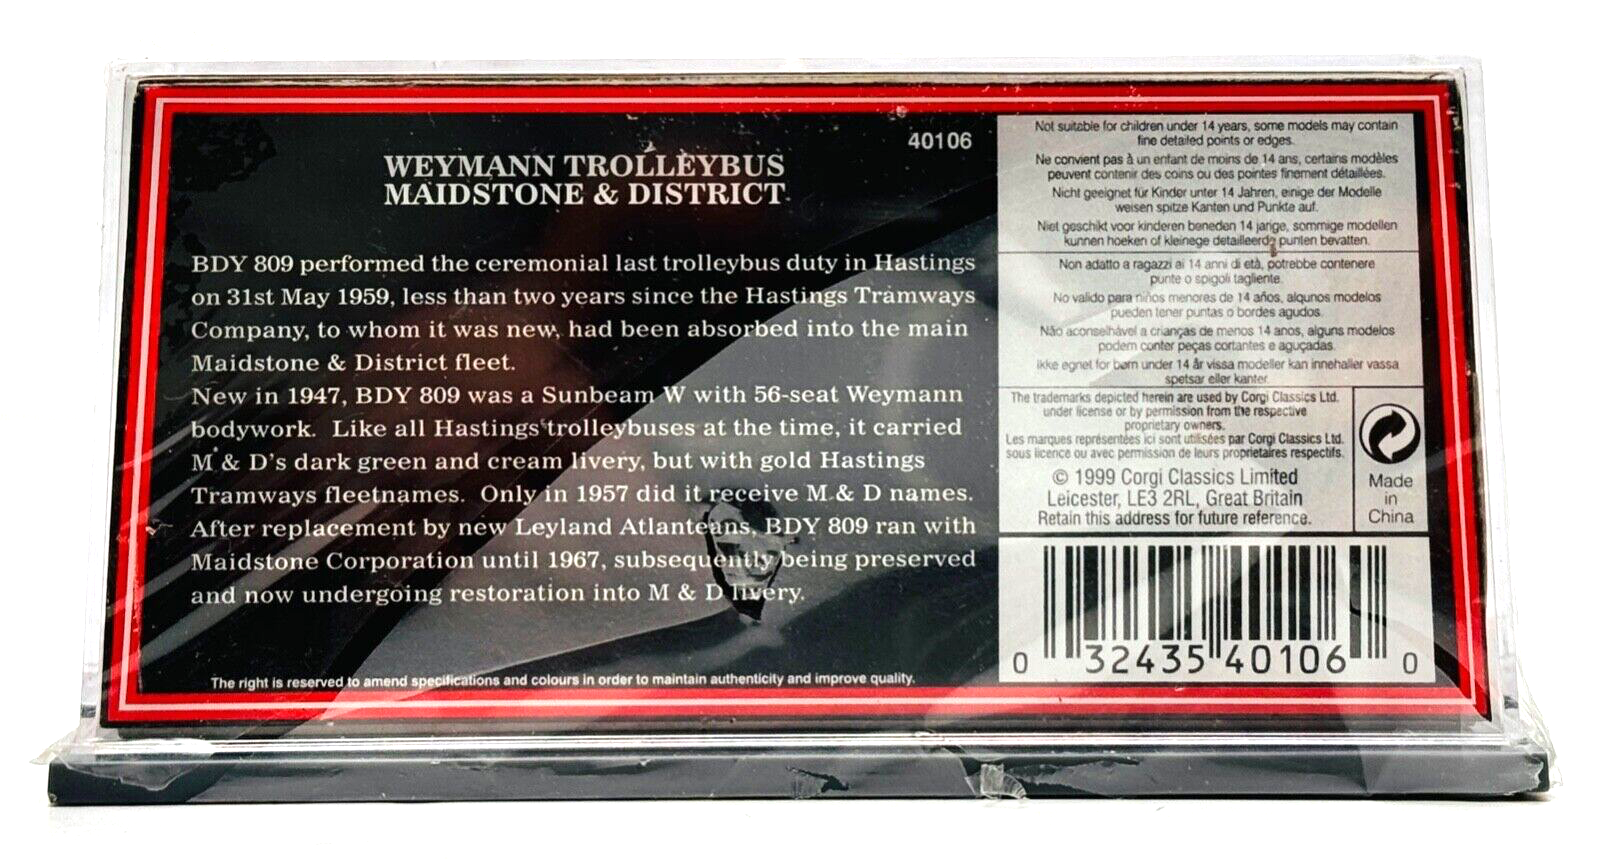 40106
WEYMANN TROLLEYBUS
MAIDSTONE & DISTRICT
BDY 809 performed the ceremonial last trolleybus duty in Hastings
on 31st May 1959, less than two years since the Hastings Tramways
Company, to whom it was new, had been absorbed into the main
Maidstone & District fleet.
New in 1947, BDY 809 was a Sunbeam W with 56-seat Weymann
bodywork. Like all Hastings trolleybuses at the time, it carried
M & D's dark green and cream livery, but with gold Hastings
Tramways fleetnames. Only in 1957 did it receive M & D names.
After replacement by new Leyland Atlanteans, BDY 809 ran with
Maidstone Corporation until 1967, subsequently being preserved
and now undergoing restoration into M & D livery.
The right is reserved to amend specifications and colours in order to maintain authenticity and improve quality.
Not suitable for children under 14 years, some models may contain
fine detailed points or edges.
Ne convient pas à un enfant de moins de 14 ans, certains modèles
peuvent contenir des coins ou des pointes finement détaillées.
Nicht geeignet für Kinder unter 14 Jahren, einige der Modelle
weisen spitze Kanten und Punkte auf.
Niet geschikt voor kinderen beneden 14 jarige, sommige modellen
kunnen hoeken of kleinege detailleerde punten bevatten.
Non adatto a ragazzi ai 14 anni di età, potrebbe contenere
punte o spigoli tagliente.
No valido para niños menores de 14 años, alqunos modelos
pueden tener puntas o bordes agudos.
Não aconselhável a crianças de menos 14 anos, alguns modelos
podem conter peças cortantes e aguçadas.
Ikke egnet for børn under 14 år vissa modeller kan innehaller vassa
spetsar eller kanter.
The trademarks depicted herein are used by Corgi Classics Ltd.
under license or by permission from the respective
proprietary owners.
Les marques représentées ici sont utilisées par Corgi Classics Ltd.
sous licence ou avec permission de leurs proprietaires respectifs.
© 1999 Corgi Classics Limited
Leicester, LE3 2RL, Great Britain
Retain this address for future reference.
Made
in
China
0 32435 40106 0